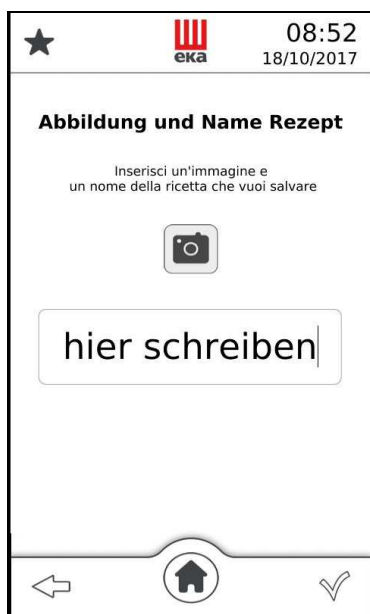 08:52
eka
18/10/2017
Abbildung und Name Rezept
Inserisci un'immagine e
un nome della ricetta che vuoi salvare
hier schreiben